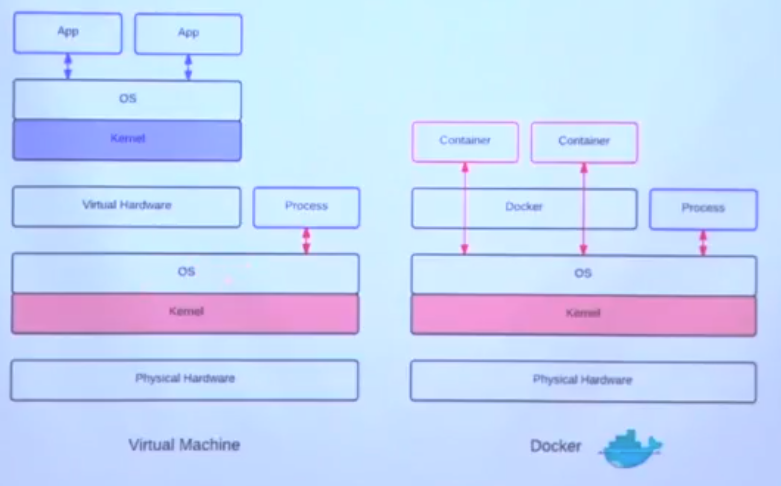 App
App
OS
Kernel
Virtual Hardware
Process
OS
Kernel
Physical Hardware
Virtual Machine
Container
Container
Docker
Process
OS
Kernel
Physical Hardware
Docker